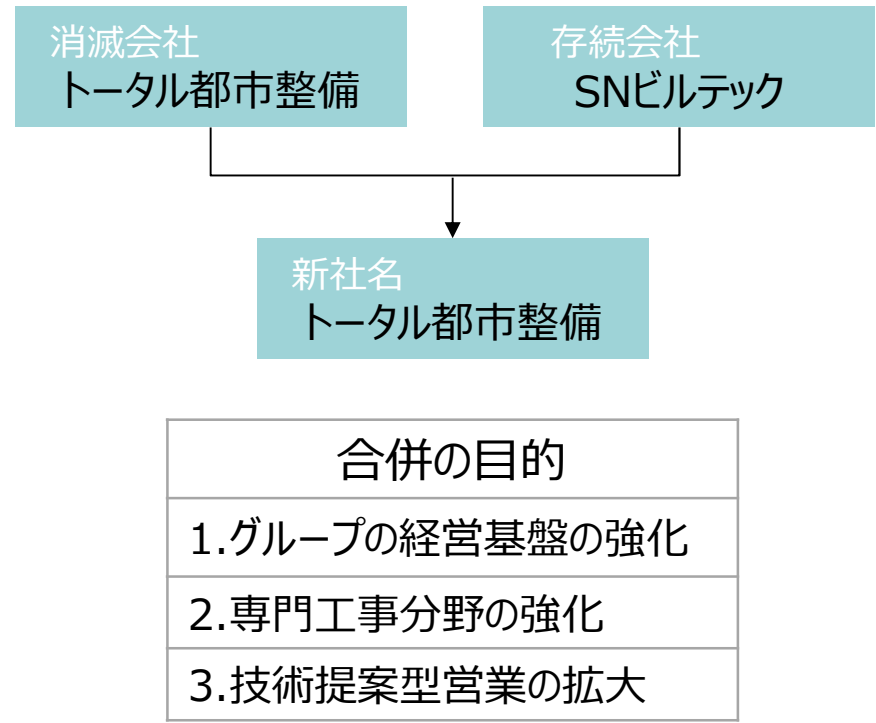 消滅会社
トータル都市整備
存続会社
SNビルテック
新社名
トータル都市整備
合併の目的
1.グループの経営基盤の強化
2.専門工事分野の強化
3.技術提案型営業の拡大